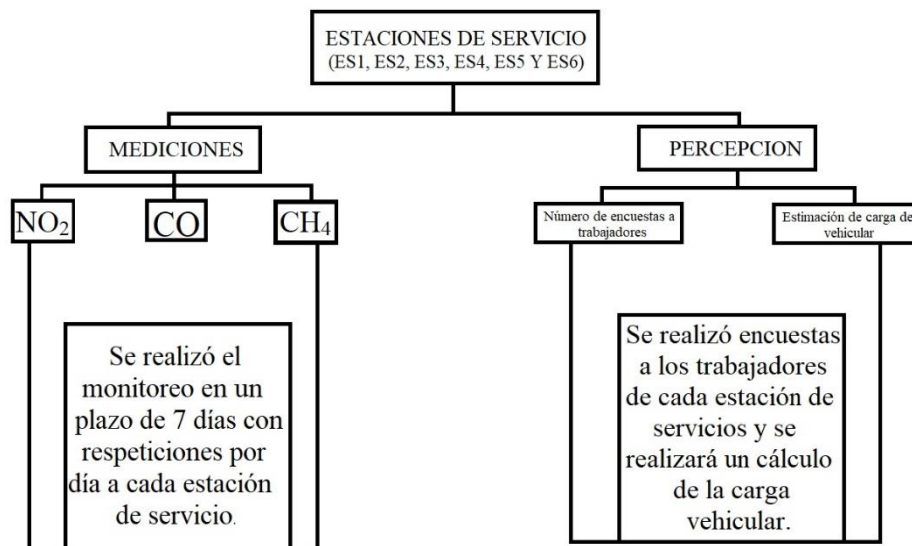 ESTACIONES DE SERVICIO
(ES1, ES2, ES3, ES4, ES5 Y ES6)
MEDICIONES
PERCEPCION
NO₂
CO
CH₄
Número de encuestas a
trabajadores
Estimación de carga de
vehicular
Se realizó el
monitoreo en un
plazo de 7 días con
respeticiones por
día a cada estación
de servicio.
Se realizó encuestas
a los trabajadores
de cada estación de
servicios y se
realizará un cálculo
de la carga
vehicular.